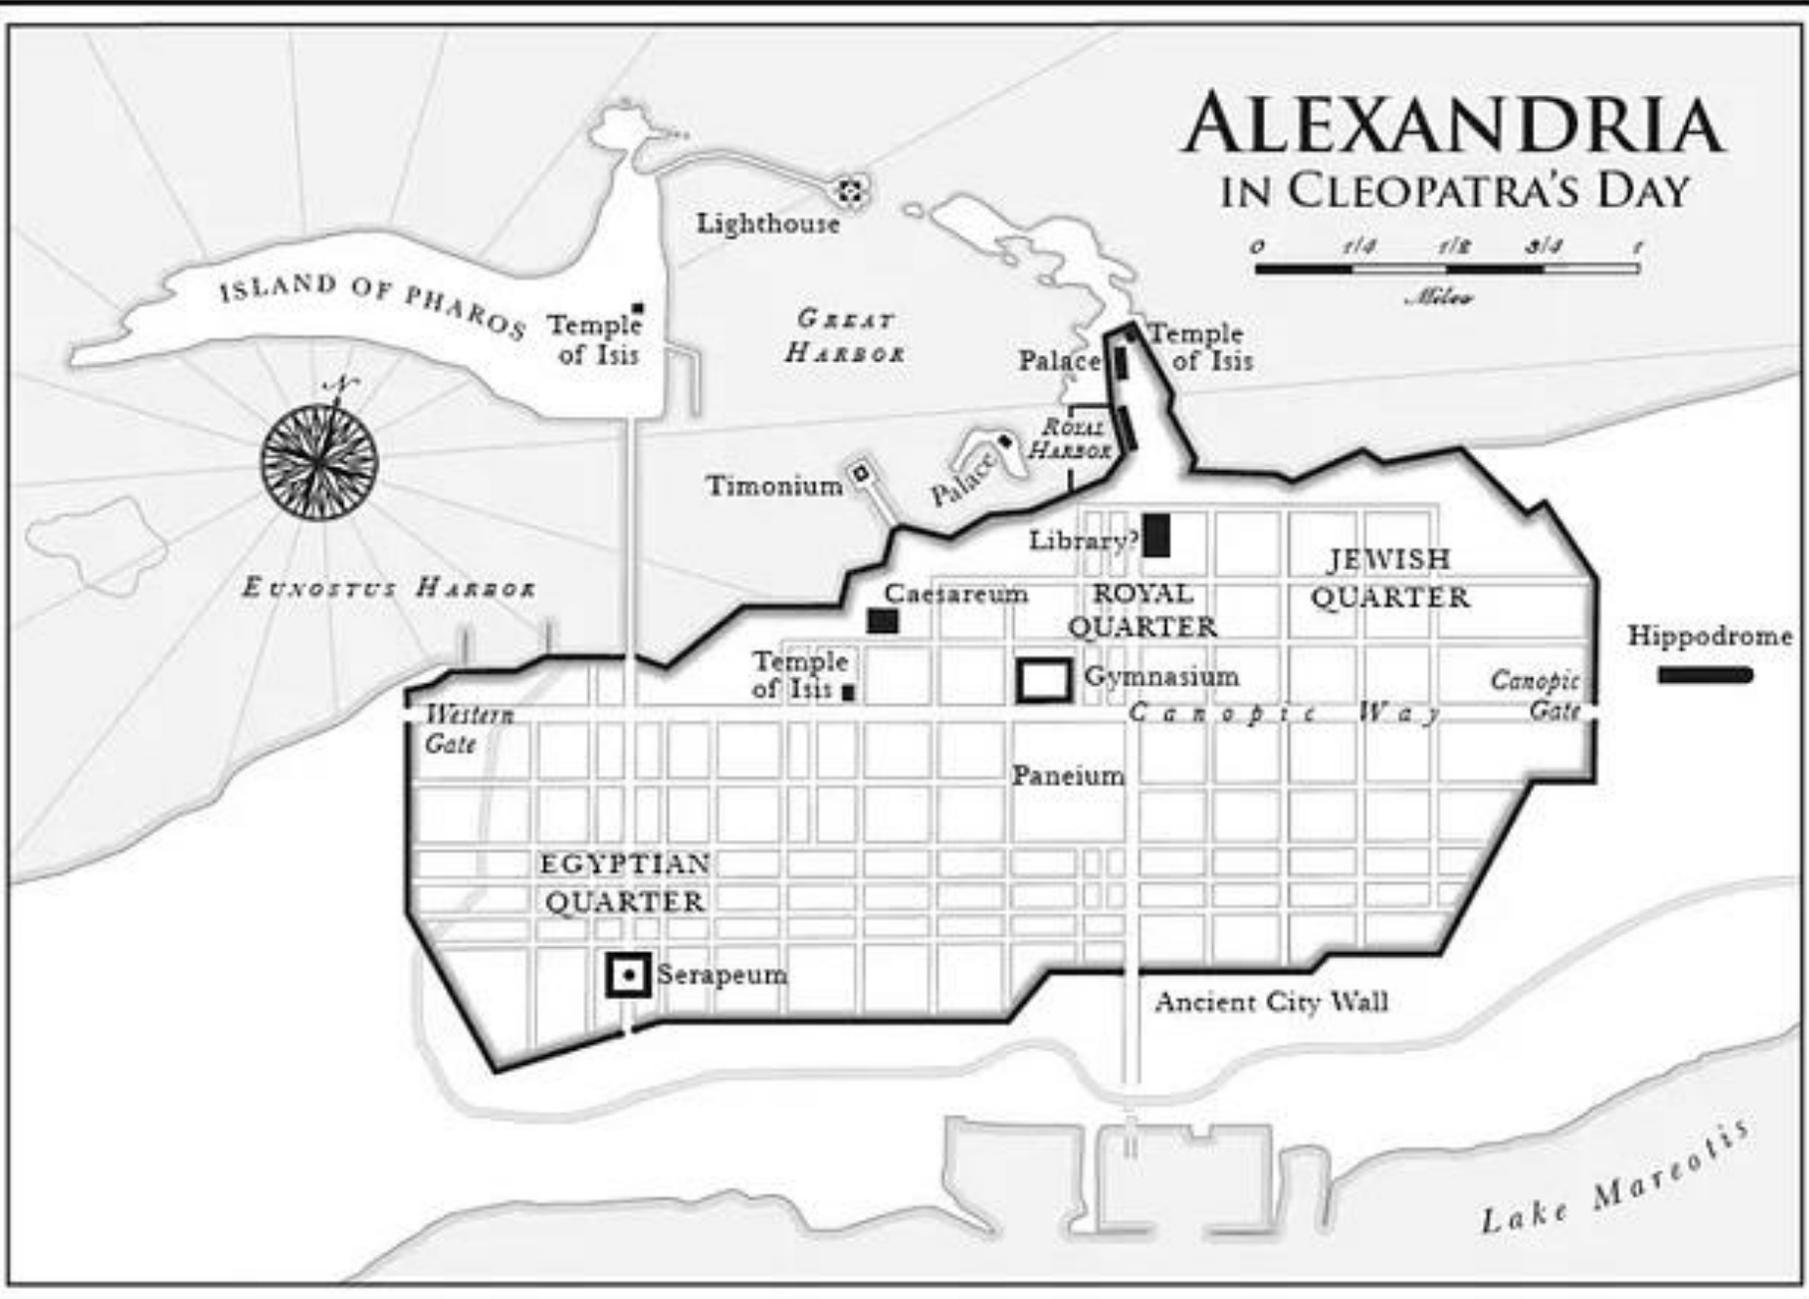 ALEXANDRIA
IN CLEOPATRA'S DAY
0 1/4 1/2 3/4 1
Miles
Lighthouse
ISLAND OF PHAROS
Temple
of Isis
GREAT
HARBOR
Temple
of Isis
Palace
N
ROYAL
HARBOR
Palace
Timonium
Library?
JEWISH
QUARTER
EUNOSTUS HARBOR
Caesareum
ROYAL
QUARTER
Hippodrome
Temple
of Isis
Gymnasium
Canopic
Gate
Western
Gate
Canopic Way
Paneium
EGYPTIAN
QUARTER
Serapeum
Ancient City Wall
Lake Mareotis